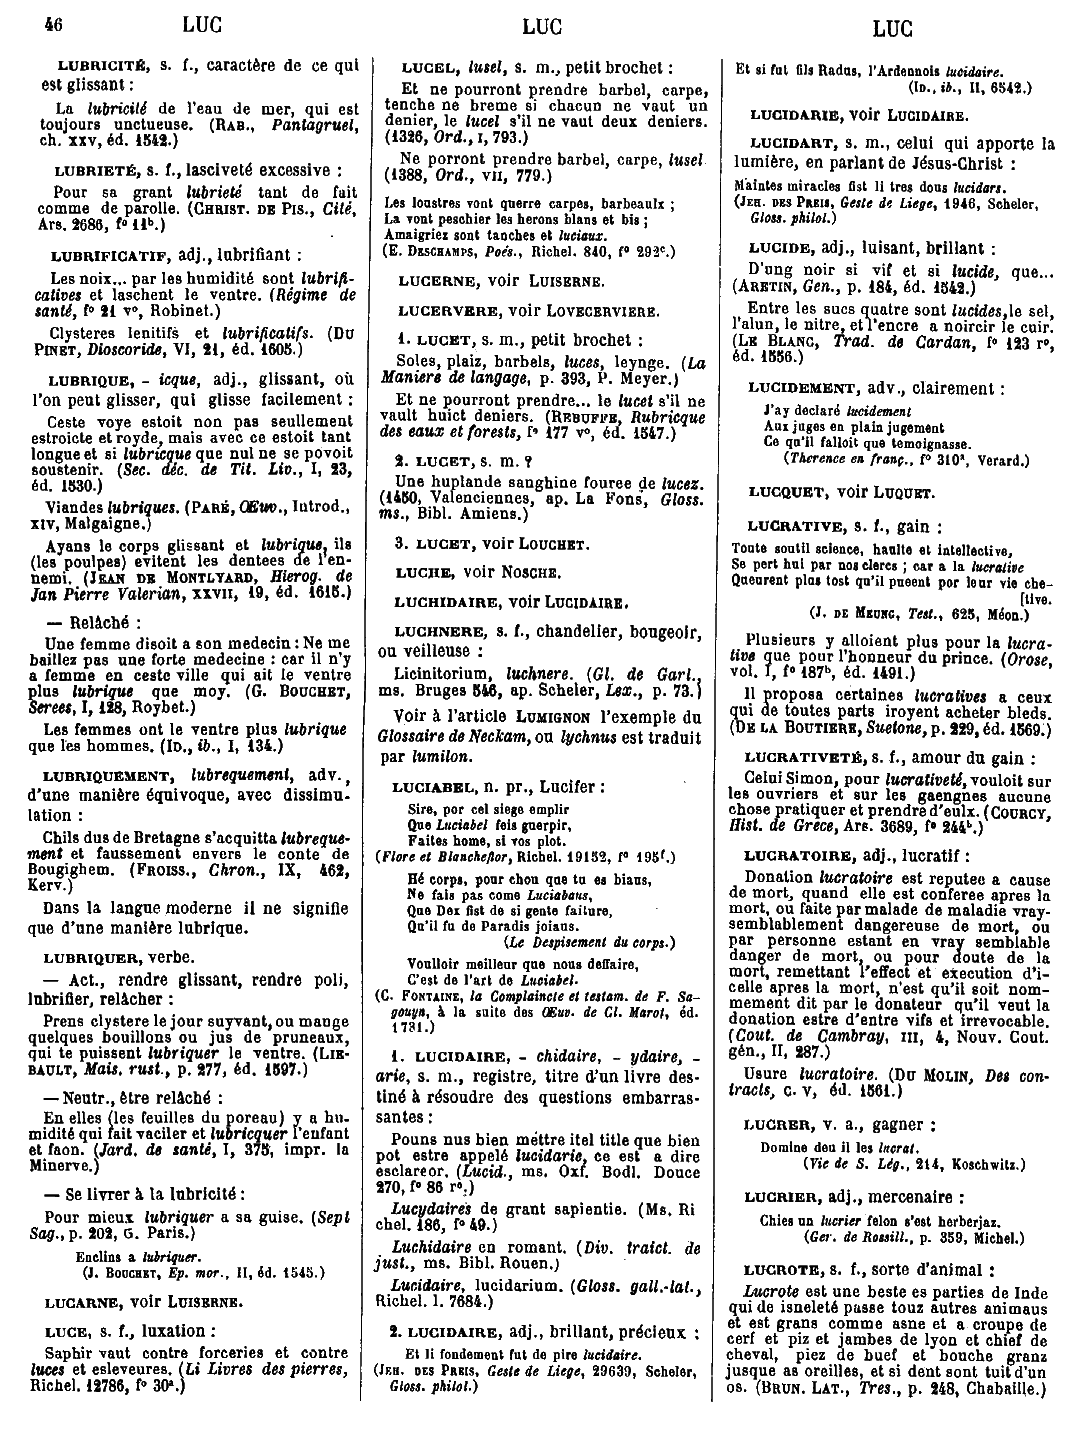 46 LUC LUC LUC
LUBRICITÉ, s. f., caractère de ce qui
est glissant :
La lubricité de l'eau de mer, qui est
toujours unctueuse. (RAB., Pantagruel,
ch. XXV, éd. 1542.)
LUBRIETÉ, s. f., lasciveté excessive :
Pour sa grant lubrieté tant de fait
comme de parolle. (CHRIST. DE PIS., Cité,
Ars. 2686, fº 11ᵇ.)
LUBRIFICATIF, adj., lubrifiant :
Les noix... par les humidité sont lubrifi-
catives et laschent le ventre. (Régime de
santé, fº 21 vº, Robinet.)
Clysteres lenitifs et lubrificatifs. (DU
PINET, Dioscoride, VI, 21, éd. 1605.)
LUBRIQUE, - icque, adj., glissant, où
l'on peut glisser, qui glisse facilement :
Ceste voye estoit non pas seullement
estroicte et royde, mais avec ce estoit tant
longue et si lubricque que nul ne se povoit
soustenir. (Sec. déc. de Tit. Liv., I, 23,
éd. 1530.)
Viandes lubriques. (PARÉ, Œuv., Introd.,
XIV, Malgaigne.)
Ayans le corps glissant et lubrique, ils
(les poulpes) evitent les dentees de l'en-
nemi. (JEAN DE MONTLYARD, Hierog. de
Jan Pierre Valerian, XXVII, 19, éd. 1615.)
— Relâché :
Une femme disoit a son medecin : Ne me
baillez pas une forte medecine : car il n'y
a femme en ceste ville qui ait le ventre
plus lubrique que moy. (G. BOUCHET,
Serees, I, 128, Roybet.)
Les femmes ont le ventre plus lubrique
que les hommes. (ID., ib., I, 134.)
LUBRIQUEMENT, lubrequement, adv.,
d'une manière équivoque, avec dissimu-
lation :
Chils dus de Bretagne s'acquitta lubreque-
ment et faussement envers le conte de
Bougighem. (FROISS., Chron., IX, 462,
Kerv.)
Dans la langue moderne il ne signifie
que d'une manière lubrique.
LUBRIQUER, verbe.
— Act., rendre glissant, rendre poli,
lubrifier, relâcher :
Prens clystere le jour suyvant, ou mange
quelques bouillons ou jus de pruneaux,
qui te puissent lubriquer le ventre. (LIE-
BAULT, Mais. rust., p. 277, éd. 1597.)
— Neutr., être relâché :
En elles (les feuilles du poreau) y a hu-
midité qui fait vaciler et lubricquer l'enfant
et faon. (Jard. de santé, I, 375, impr. la
Minerve.)
— Se livrer à la lubricité :
Pour mieux lubriquer a sa guise. (Sept
Sag., p. 202, G. Paris.)
Enclins a lubriquer.
(J. BOUCHET, Ep. mor., II, éd. 1545.)
LUCARNE, voir LUISERNE.
LUCE, s. f., luxation :
Saphir vaut contre forceries et contre
luces et esleveures. (Li Livres des pierres,
Richel. 12786, fº 30ᵃ.)
LUCEL, lusel, s. m., petit brochet :
Et ne pourront prendre barbel, carpe,
tenche ne breme si chacun ne vaut un
denier, le lucel s'il ne vaut deux deniers.
(1326, Ord., I, 793.)
Ne porront prendre barbel, carpe, lusel
(1388, Ord., VII, 779.)
Les loustres vont querre carpes, barbeaulx ;
La vont peschier les herons blans et bis ;
Amaigriez sont tanches et luciaux.
(E. DESCHAMPS, Poés., Richel. 840, fº 292ᶜ.)
LUCERNE, voir LUISERNE.
LUCERVERE, voir LOVECERVIERE.
1. LUCET, s. m., petit brochet :
Soles, plaiz, barbels, luces, leynge. (La
Maniere de langage, p. 393, P. Meyer.)
Et ne pourront prendre... le lucet s'il ne
vault huict deniers. (REBUFFE, Rubricque
des eaux et forests, fº 177 vº, éd. 1547.)
2. LUCET, s. m. ?
Une huplande sanghine fouree de lucez.
(1450, Valenciennes, ap. La Fons, Gloss.
ms., Bibl. Amiens.)
3. LUCET, voir LOUCHET.
LUCHE, voir NOSCHE.
LUCHIDAIRE, voir LUCIDAIRE.
LUCHNERE, s. f., chandelier, bougeoir,
ou veilleuse :
Licinitorium, luchnere. (Gl. de Garl.,
ms. Bruges 546, ap. Scheler, Lex., p. 73.)
Voir à l'article LUMIGNON l'exemple du
Glossaire de Neckam, ou lychnus est traduit
par lumilon.
LUCIABEL, n. pr., Lucifer :
Sire, por cel siege emplir
Que Luciabel feis guerpir,
Faites home, si vos plot.
(Flore et Blancheflor, Richel. 19152, fº 195ᶠ.)
Hé corps, pour chou que tu es biaus,
Ne fais pas come Luciabaus,
Que Dex fist de si gente faiture,
Qu'il fu de Paradis joians.
(Le Despisement du corps.)
Voulloir meilleur que nous deffaire,
C'est de l'art de Luciabel.
(C. FONTAINE, la Complaincte et testam. de F. Sa-
gouyn, à la suite des Œuv. de Cl. Marot, éd.
1731.)
1. LUCIDAIRE, - chidaire, - ydaire, -
arie, s. m., registre, titre d'un livre des-
tiné à résoudre des questions embarras-
santes :
Pouns nus bien mettre itel title que bien
pot estre appelé lucidarie, ce est a dire
esclareor. (Lucid., ms. Oxf. Bodl. Douce
270, fº 86 rº.)
Lucydaires de grant sapientie. (Ms. Ri
chel. 186, fº 49.)
Luchidaire en romant. (Div. traict. de
just., ms. Bibl. Rouen.)
Lucidaire, lucidarium. (Gloss. gall.-lat.,
Richel. l. 7684.)
2. LUCIDAIRE, adj., brillant, précieux :
Et li fondement fut de pire lucidaire.
(JEH. DES PREIS, Geste de Liege, 29639, Scheler,
Gloss. philol.)
Et si fut fils Radus, l'Ardennois lucidaire.
(ID., ib., II, 6542.)
LUCIDARIE, voir LUCIDAIRE.
LUCIDART, s. m., celui qui apporte la
lumière, en parlant de Jésus-Christ :
Maintes miracles fist li tres dous lucidars.
(JEH. DES PREIS, Geste de Liege, 1946, Scheler,
Gloss. philol.)
LUCIDE, adj., luisant, brillant :
D'ung noir si vif et si lucide, que...
(ARETIN, Gen., p. 184, éd. 1542.)
Entre les sucs quatre sont lucides, le sel,
l'alun, le nitre, et l'encre a noircir le cuir.
(LE BLANC, Trad. de Cardan, fº 123 rº,
éd. 1556.)
LUCIDEMENT, adv., clairement :
J'ay declaré lucidement
Aux juges en plain jugement
Ce qu'il falloit que temoignasse.
(Therence en franç., fº 310ᵃ, Verard.)
LUCQUET, voir LUQUET.
LUCRATIVE, s. f., gain :
Toute soutil science, haulte et intellective,
Se pert hui par nos clercs ; car a la lucrative
Queurent plus tost qu'il pueent por leur vie che-
[tive.
(J. DE MEUNG, Test., 625, Méon.)
Plusieurs y alloient plus pour la lucra-
tive que pour l'honneur du prince. (Orose,
vol. I, fº 187ᵇ, éd. 1491.)
Il proposa certaines lucratives a ceux
qui de toutes parts iroyent acheter bleds.
(DE LA BOUTIERE, Suetone, p. 229, éd. 1569.)
LUCRATIVETÉ, s. f., amour du gain :
Celui Simon, pour lucrativeté, vouloit sur
les ouvriers et sur les gaengnes aucune
chose pratiquer et prendre d'eulx. (COURCY,
Hist. de Grece, Ars. 3689, fº 244ᵇ.)
LUCRATOIRE, adj., lucratif :
Donation lucratoire est reputee a cause
de mort, quand elle est conferee apres la
mort, ou faite par malade de maladie vray-
semblablement dangereuse de mort, ou
par personne estant en vray semblable
danger de mort, ou pour doute de la
mort, remettant l'effect et execution d'i-
celle apres la mort, n'est qu'il soit nom-
mement dit par le donateur qu'il veut la
donation estre d'entre vifs et irrevocable.
(Cout. de Cambray, III, 4, Nouv. Cout.
gén., II, 287.)
Usure lucratoire. (DU MOLIN, Des con-
tracts, C. V, éd. 1561.)
LUCRER, v. a., gagner :
Domine deu il les lucrat.
(Vie de S. Lég., 214, Koschwitz.)
LUCRIER, adj., mercenaire :
Chies un lucrier felon s'est herberjaz.
(Ger. de Rossill., p. 359, Michel.)
LUCROTE, s. f., sorte d'animal :
Lucrote est une beste es parties de Inde
qui de isneleté passe touz autres animaus
et est grans comme asne et a croupe de
cerf et piz et jambes de lyon et chief de
cheval, piez de buef et bouche granz
jusque as oreilles, et si dent sont tuit d'un
os. (BRUN. LAT., Tres., p. 248, Chabaille.)